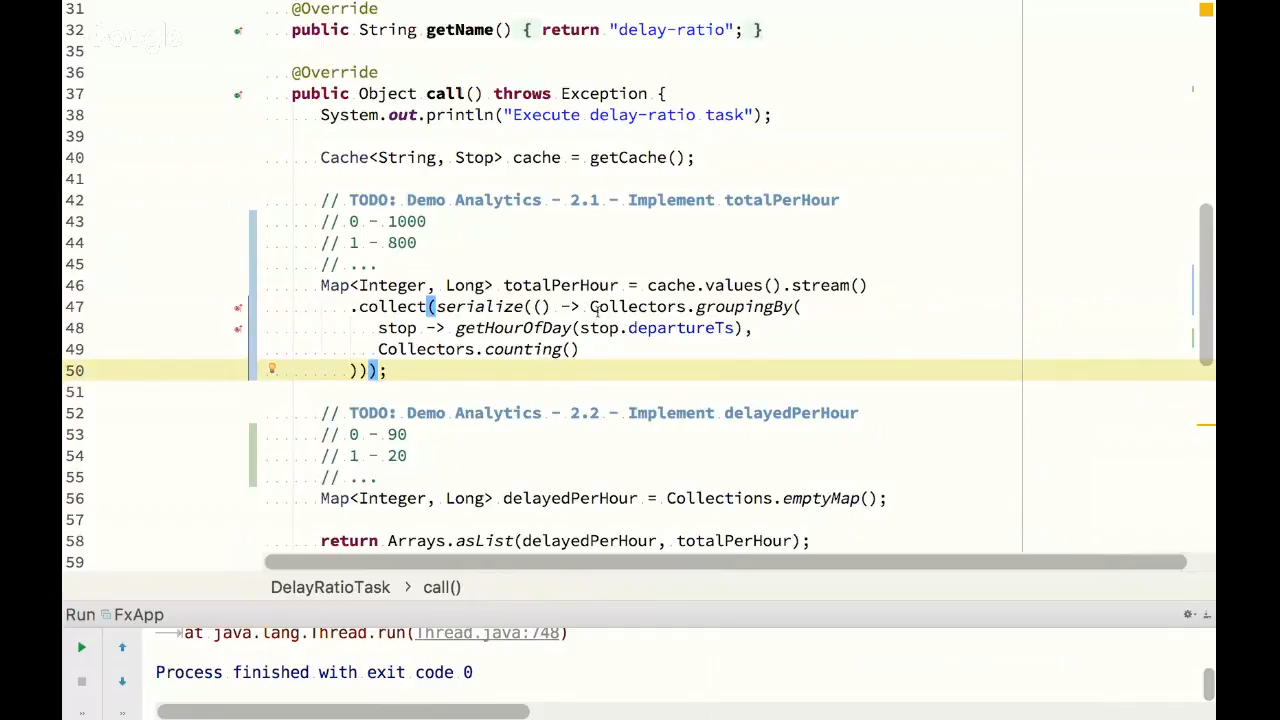 31 @Override
32 public String getName() { return "delay-ratio"; }
35
36 @Override
37 public Object call() throws Exception {
38 System.out.println("Execute delay-ratio task");
39
40 Cache<String, Stop> cache = getCache();
41
42 // TODO: Demo Analytics - 2.1 - Implement totalPerHour
43 // 0 - 1000
44 // 1 - 800
45 // ...
46 Map<Integer, Long> totalPerHour = cache.values().stream()
47 .collect(serialize(() -> Collectors.groupingBy(
48 stop -> getHourOfDay(stop.departureTs),
49 Collectors.counting()
50 )));
51
52 // TODO: Demo Analytics - 2.2 - Implement delayedPerHour
53 // 0 - 90
54 // 1 - 20
55 // ...
56 Map<Integer, Long> delayedPerHour = Collections.emptyMap();
57
58 return Arrays.asList(delayedPerHour, totalPerHour);
59
DelayRatioTask > call()
Run FxApp
at java.lang.Thread.run(Thread.java:748)
Process finished with exit code 0